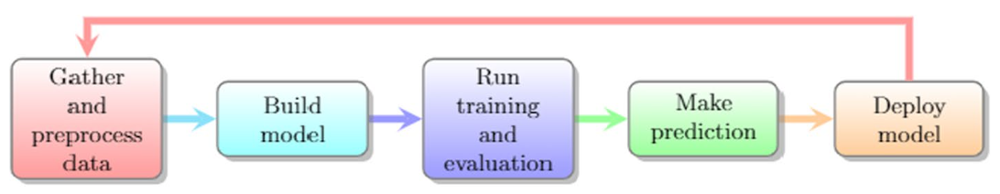 Gather
and
preprocess
data
Build
model
Run
training
and
evaluation
Make
prediction
Deploy
model